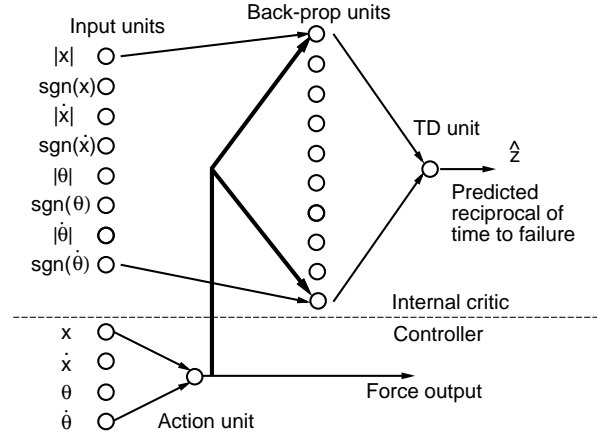 Back-prop units
Input units
|x|
sgn(x)
|ẋ|
sgn(ẋ)
|θ|
sgn(θ)
|θ̇|
sgn(θ̇)
TD unit
ẑ
Predicted
reciprocal of
time to failure
Internal critic
Controller
x
ẋ
θ
θ̇
Action unit
Force output